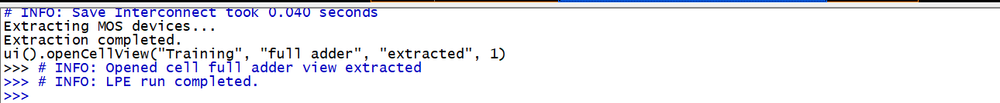 # INFO: Save Interconnect took 0.040 seconds
Extracting MOS devices...
Extraction completed.
ui().openCellView("Training", "full adder", "extracted", 1)
>>> # INFO: Opened cell full adder view extracted
>>> # INFO: LPE run completed.
>>>